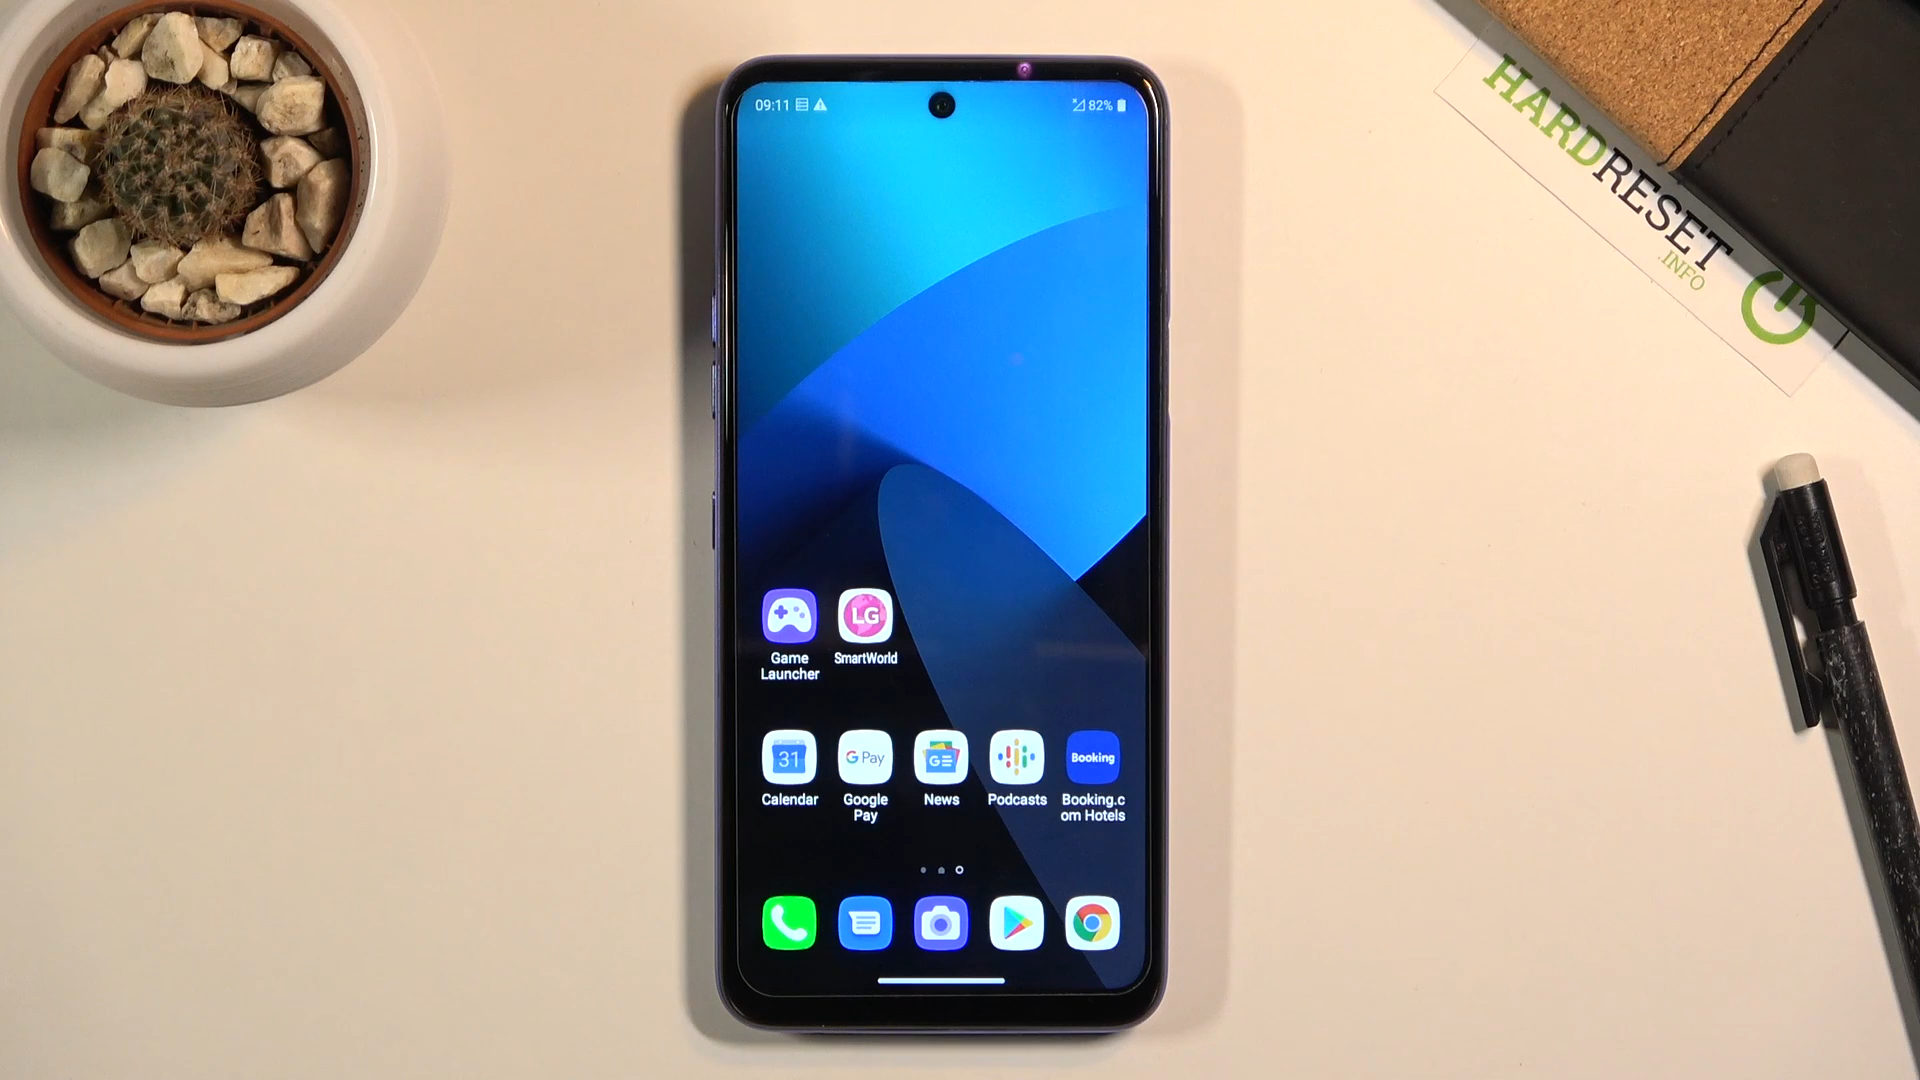 09:11
82%
HARDRESET
.INFO
LG
Game
Launcher
SmartWorld
31
G Pay
GE
Booking
Calendar
Google
Pay
News
Podcasts
Booking.c
om Hotels